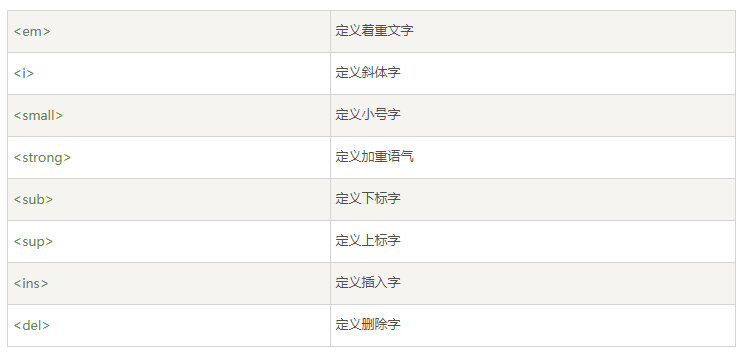 <em> 定义着重文字
<i> 定义斜体字
<small> 定义小号字
<strong> 定义加重语气
<sub> 定义下标字
<sup> 定义上标字
<ins> 定义插入字
<del> 定义删除字